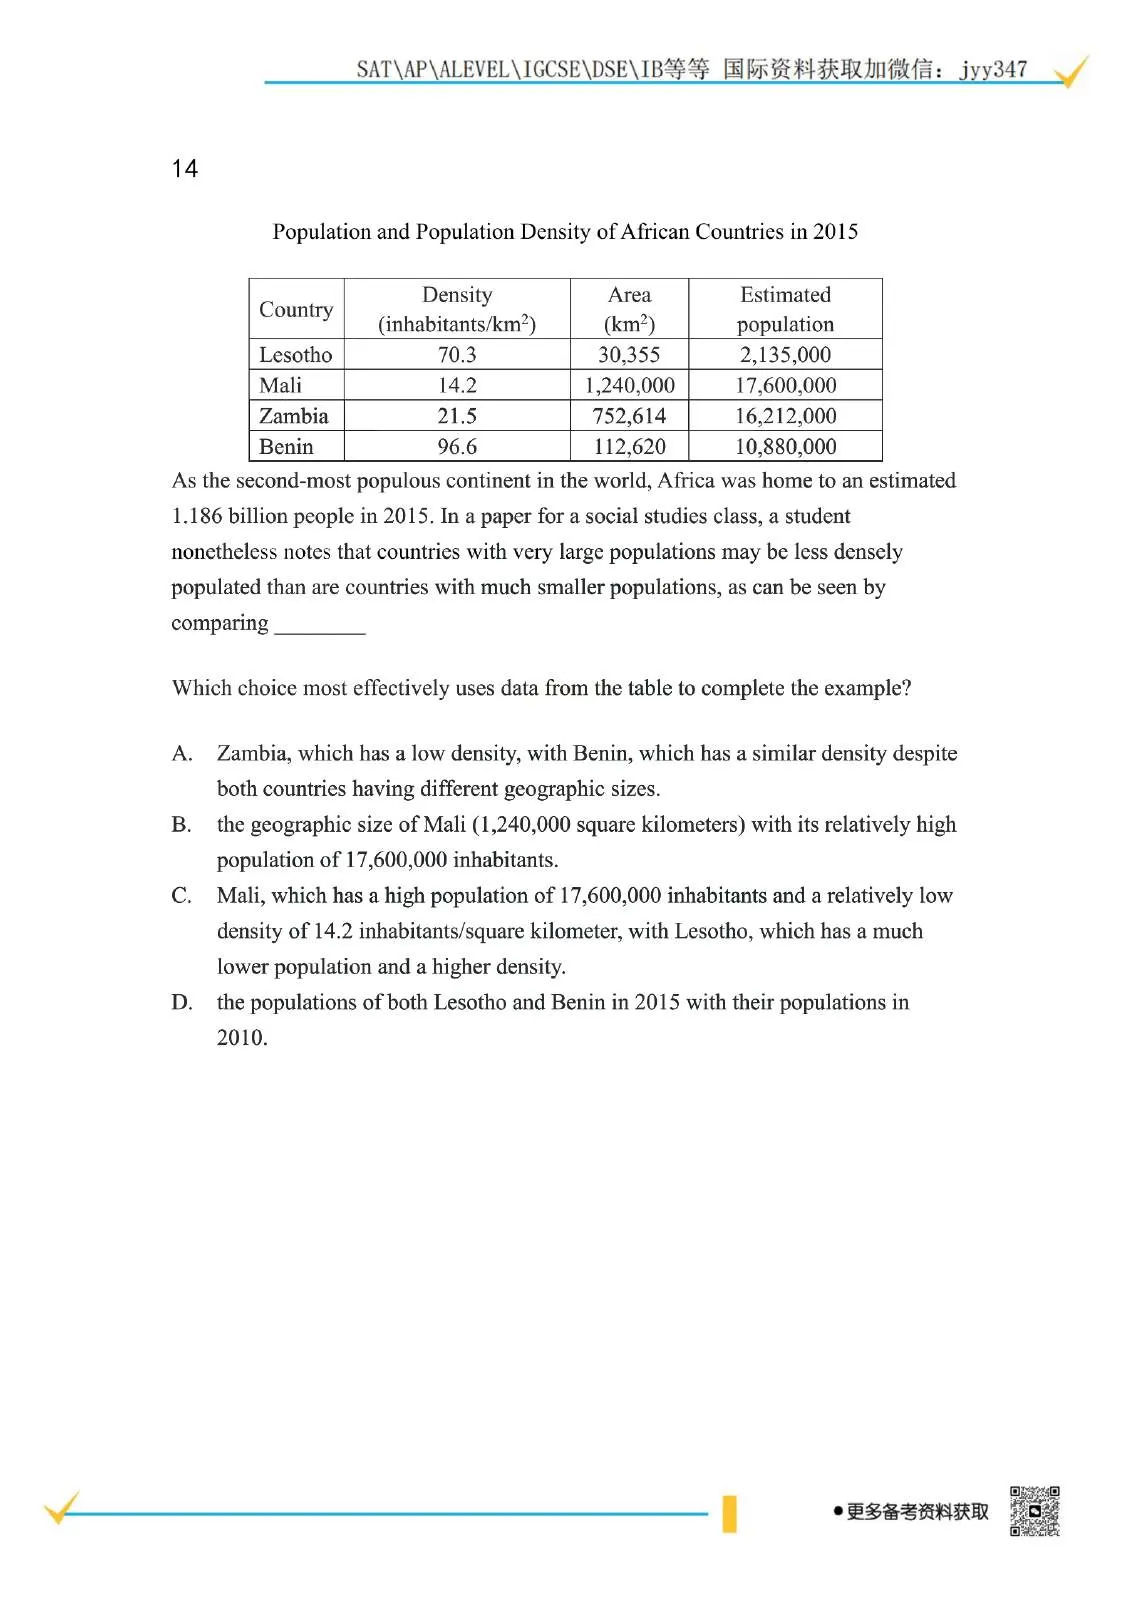 SAT\AP\ALEVEL\IGCSE\DSE\IB等等 国际资料获取加微信：jyy347
14
Population and Population Density of African Countries in 2015
Country Density (inhabitants/km²) Area (km²) Estimated population
Lesotho 70.3 30,355 2,135,000
Mali 14.2 1,240,000 17,600,000
Zambia 21.5 752,614 16,212,000
Benin 96.6 112,620 10,880,000
As the second-most populous continent in the world, Africa was home to an estimated
1.186 billion people in 2015. In a paper for a social studies class, a student
nonetheless notes that countries with very large populations may be less densely
populated than are countries with much smaller populations, as can be seen by
comparing ________
Which choice most effectively uses data from the table to complete the example?
A. Zambia, which has a low density, with Benin, which has a similar density despite
both countries having different geographic sizes.
B. the geographic size of Mali (1,240,000 square kilometers) with its relatively high
population of 17,600,000 inhabitants.
C. Mali, which has a high population of 17,600,000 inhabitants and a relatively low
density of 14.2 inhabitants/square kilometer, with Lesotho, which has a much
lower population and a higher density.
D. the populations of both Lesotho and Benin in 2015 with their populations in
2010.
●更多备考资料获取